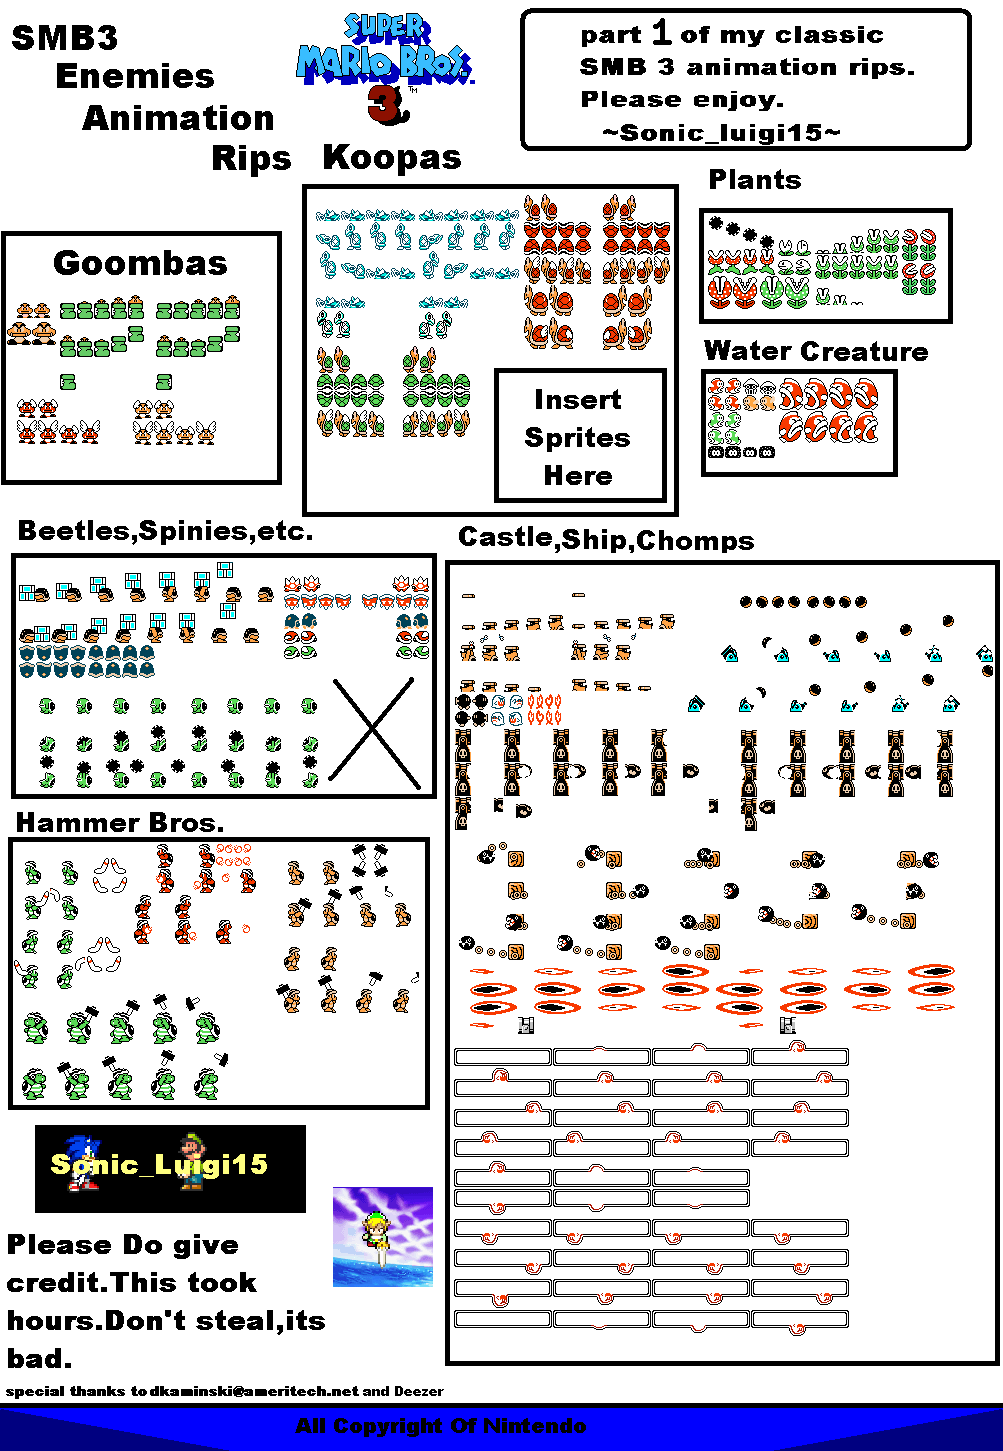 SMB3
Enemies
Animation
Rips
SUPER
MARIO BROS.
3
TM
part 1 of my classic
SMB 3 animation rips.
Please enjoy.
~Sonic_luigi15~
Koopas
Plants
Goombas
Water Creature
Insert
Sprites
Here
Beetles,Spinies,etc.
Castle,Ship,Chomps
Hammer Bros.
Sonic_Luigi15
Please Do give
credit.This took
hours.Don't steal,its
bad.
special thanks to dkaminski@ameritech.net and Deezer
All Copyright Of Nintendo